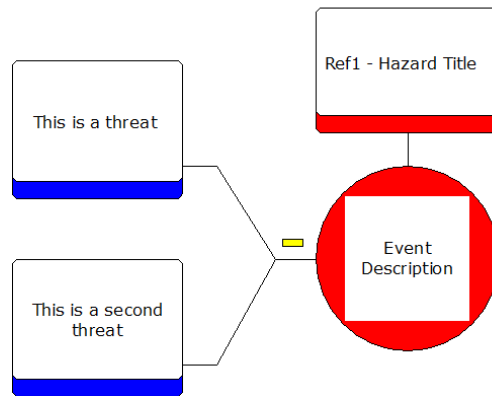 Ref1 - Hazard Title
This is a threat
Event
Description
This is a second
threat